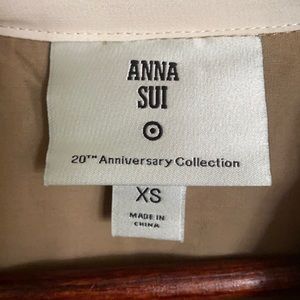 ANNA
SUI
20TH Anniversary Collection
XS
MADE IN
CHINA